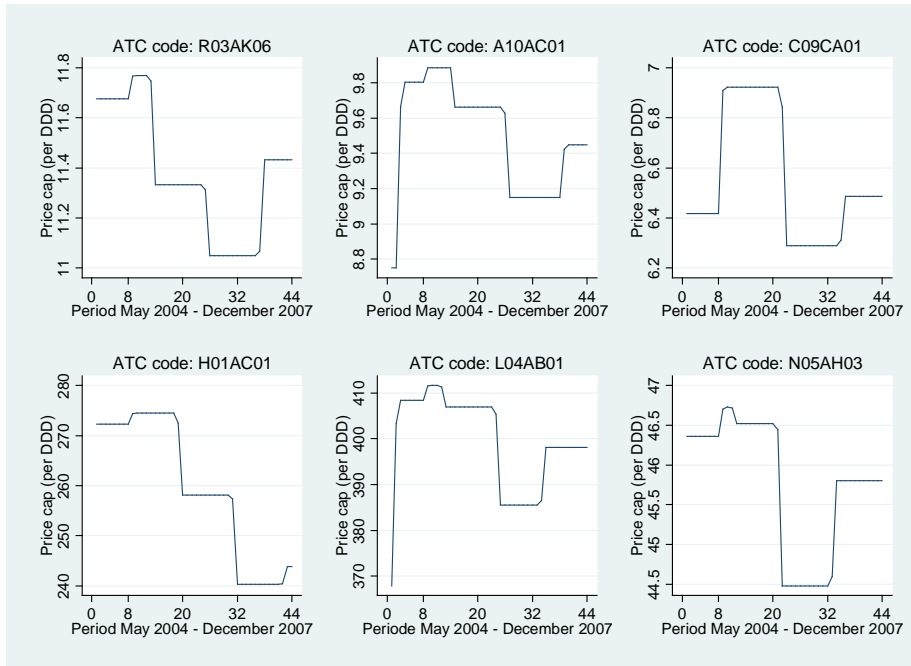 ATC code: R03AK06
Price cap (per DDD)
11.8
11.6
11.4
11.2
11
0 8 20 32 44
Period May 2004 - December 2007
ATC code: A10AC01
Price cap (per DDD)
9.8
9.6
9.4
9.2
9
8.8
0 8 20 32 44
Period May 2004 - December 2007
ATC code: C09CA01
Price cap (per DDD)
7
6.8
6.6
6.4
6.2
0 8 20 32 44
Period May 2004 - December 2007
ATC code: H01AC01
Price cap (per DDD)
280
270
260
250
240
0 8 20 32 44
Period May 2004 - December 2007
ATC code: L04AB01
Price cap (per DDD)
410
400
390
380
370
0 8 20 32 44
Periode May 2004 - December 2007
ATC code: N05AH03
Price cap (per DDD)
47
46.5
46
45.5
45
44.5
0 8 20 32 44
Period May 2004 - December 2007